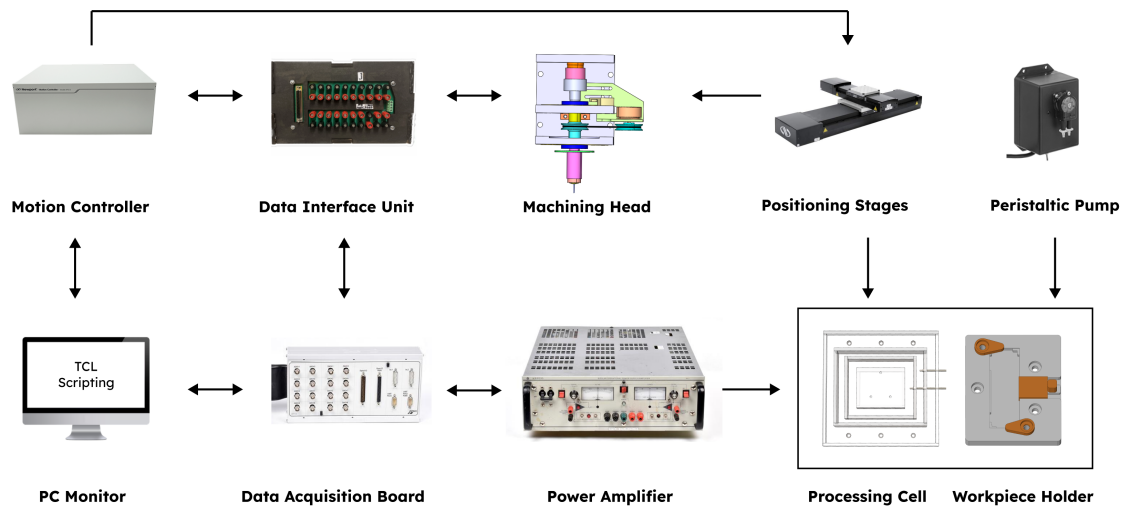 Newport
Motion Controller
Data Interface Unit
Machining Head
Positioning Stages
Peristaltic Pump
TCL
Scripting
PC Monitor
Data Acquisition Board
Power Amplifier
Processing Cell
Workpiece Holder